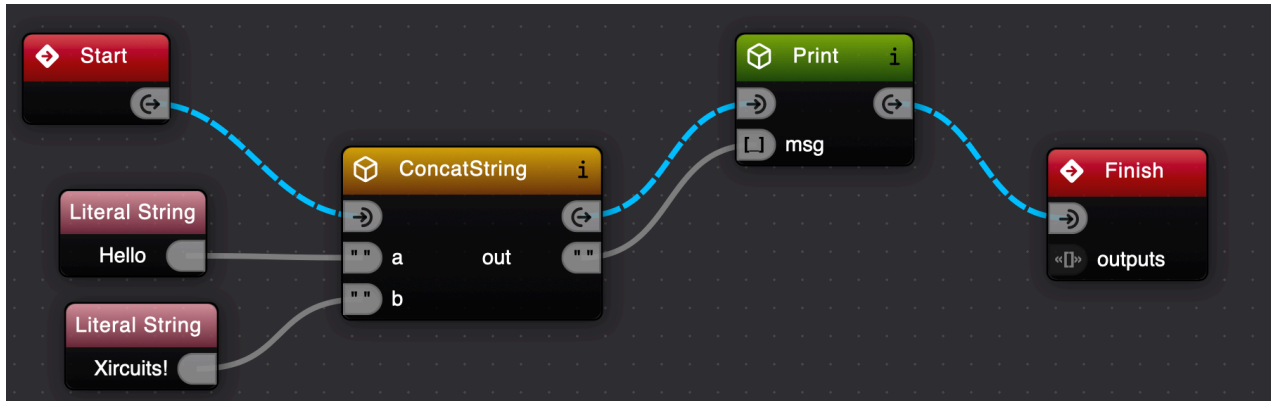 Start
Literal String
Hello
Literal String
Xircuits!
ConcatString i
" " a out " "
" " b
Print i
[_] msg
Finish
«[]» outputs